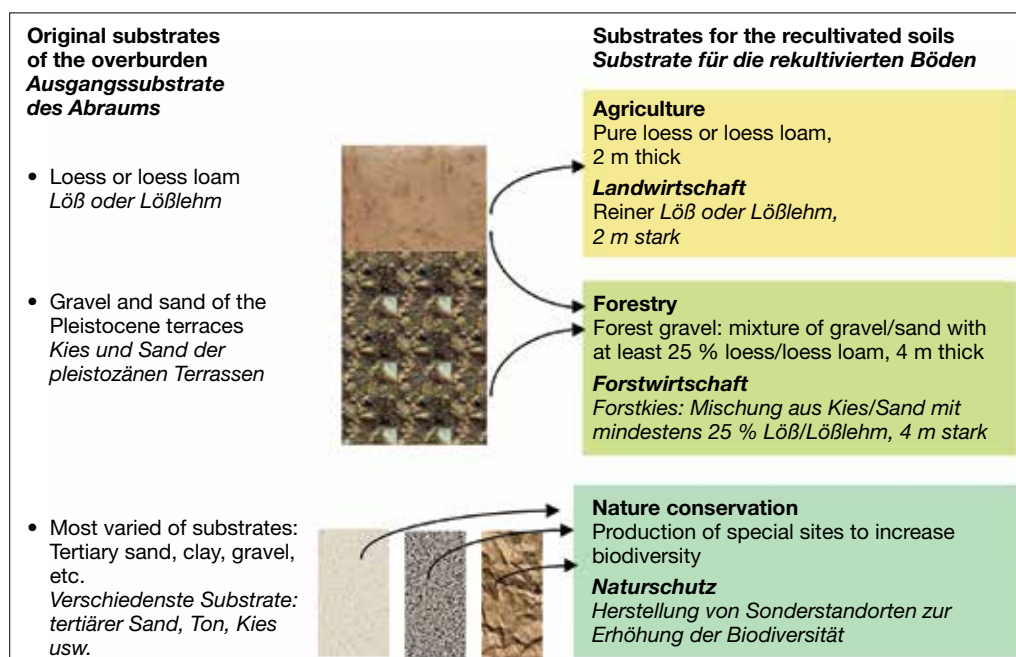 Original substrates
of the overburden
Ausgangssubstrate
des Abraums
• Loess or loess loam
Löß oder Lößlehm
• Gravel and sand of the
Pleistocene terraces
Kies und Sand der
pleistozänen Terrassen
• Most varied of substrates:
Tertiary sand, clay, gravel,
etc.
Verschiedenste Substrate:
tertiärer Sand, Ton, Kies
usw.
Substrates for the recultivated soils
Substrate für die rekultivierten Böden
Agriculture
Pure loess or loess loam,
2 m thick
Landwirtschaft
Reiner Löß oder Lößlehm,
2 m stark
Forestry
Forest gravel: mixture of gravel/sand with
at least 25 % loess/loess loam, 4 m thick
Forstwirtschaft
Forstkies: Mischung aus Kies/Sand mit
mindestens 25 % Löß/Lößlehm, 4 m stark
Nature conservation
Production of special sites to increase
biodiversity
Naturschutz
Herstellung von Sonderstandorten zur
Erhöhung der Biodiversität